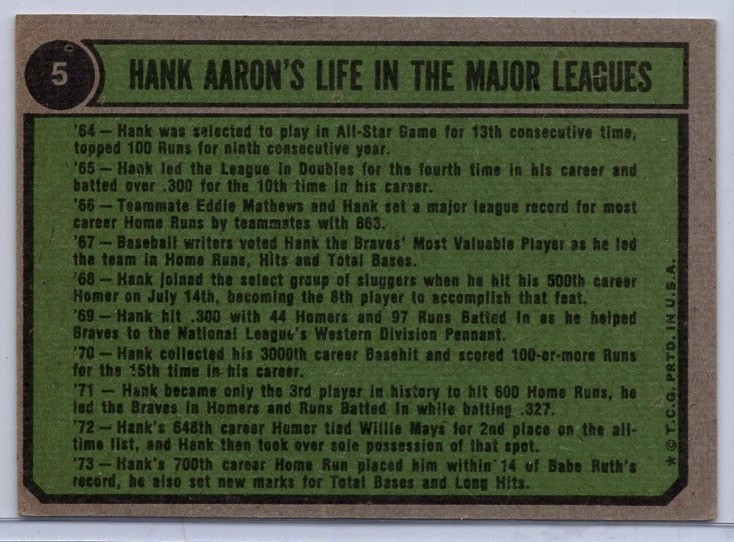 5
HANK AARON'S LIFE IN THE MAJOR LEAGUES
'64 — Hank was selected to play in All-Star Game for 13th consecutive time,
topped 100 Runs for ninth consecutive year.
'65 — Hank led the League in Doubles for the fourth time in his career and
batted over .300 for the 10th time in his career.
'66 — Teammate Eddie Mathews and Hank set a major league record for most
career Home Runs by teammates with 863.
'67 — Baseball writers voted Hank the Braves' Most Valuable Player as he led
the team in Home Runs, Hits and Total Bases.
'68 — Hank joined the select group of sluggers when he hit his 500th career
Homer on July 14th, becoming the 8th player to accomplish that feat.
'69 — Hank hit .300 with 44 Homers and 97 Runs Batted In as he helped
Braves to the National League's Western Division Pennant.
'70 — Hank collected his 3000th career Basehit and scored 100-or-more Runs
for the 15th time in his career.
'71 — Hank became only the 3rd player in history to hit 600 Home Runs, he
led the Braves in Homers and Runs Batted In while batting .327.
'72 — Hank's 648th career Homer tied Willie Mays for 2nd place on the all-
time list, and Hank then took over sole possession of that spot.
'73 — Hank's 700th career Home Run placed him within 14 of Babe Ruth's
record, he also set new marks for Total Bases and Long Hits.
★ © T.C.G. PRTD. IN U.S.A.